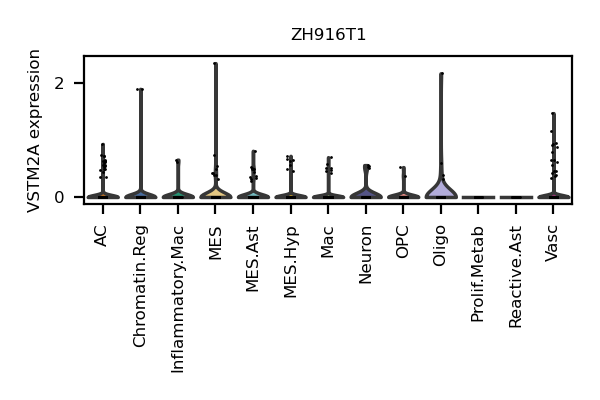 ZH916T1
VSTM2A expression
2
0
AC
Chromatin.Reg
Inflammatory.Mac
MES
MES.Ast
MES.Hyp
Mac
Neuron
OPC
Oligo
Prolif.Metab
Reactive.Ast
Vasc